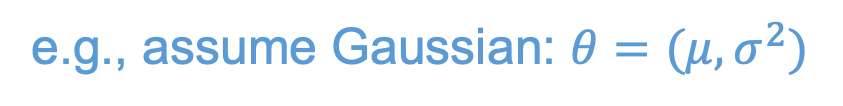 e.g., assume Gaussian: 𝜃 = (𝜇, 𝜎²)